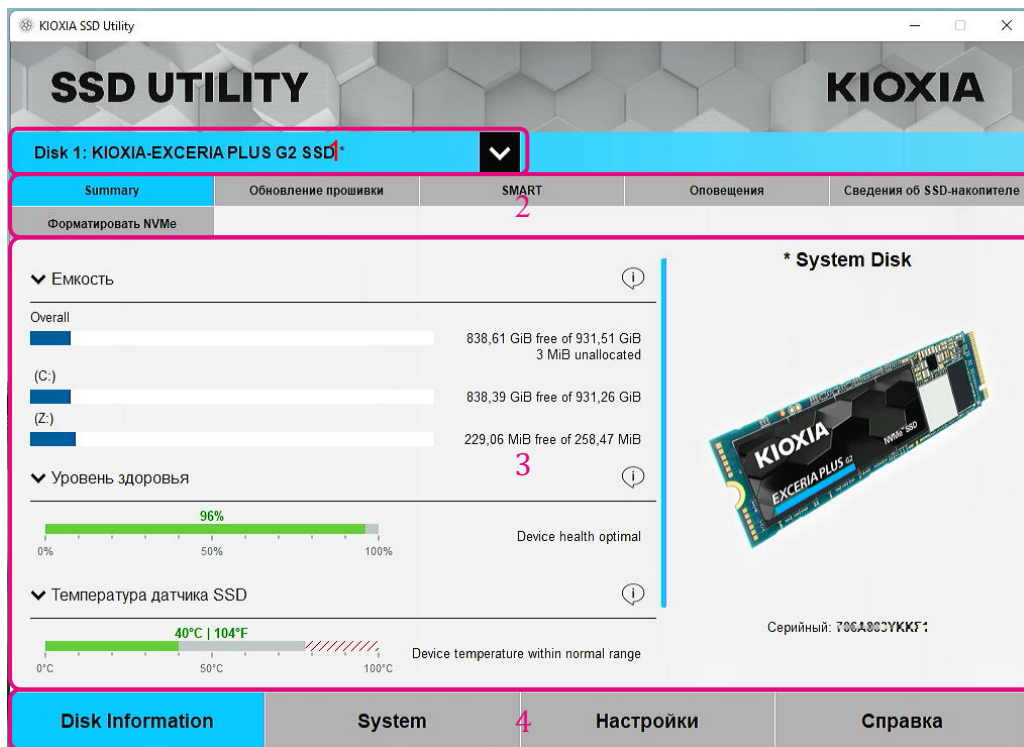 KIOXIA SSD Utility
SSD UTILITY
KIOXIA
Disk 1: KIOXIA-EXCERIA PLUS G2 SSD *
1
Summary
Обновление прошивки
SMART
Оповещения
Сведения об SSD-накопителе
2
Форматировать NVMe
Емкость
* System Disk
Overall
838,61 GiB free of 931,51 GiB
3 MiB unallocated
(C:)
838,39 GiB free of 931,26 GiB
(Z:)
229,06 MiB free of 258,47 MiB
3
KIOXIA
NVMe SSD
EXCERIA PLUS G2
Уровень здоровья
96%
0%
50%
100%
Device health optimal
Температура датчика SSD
40°C | 104°F
0°C
50°C
100°C
Device temperature within normal range
Серийный:
Disk Information
System
4
Настройки
Справка